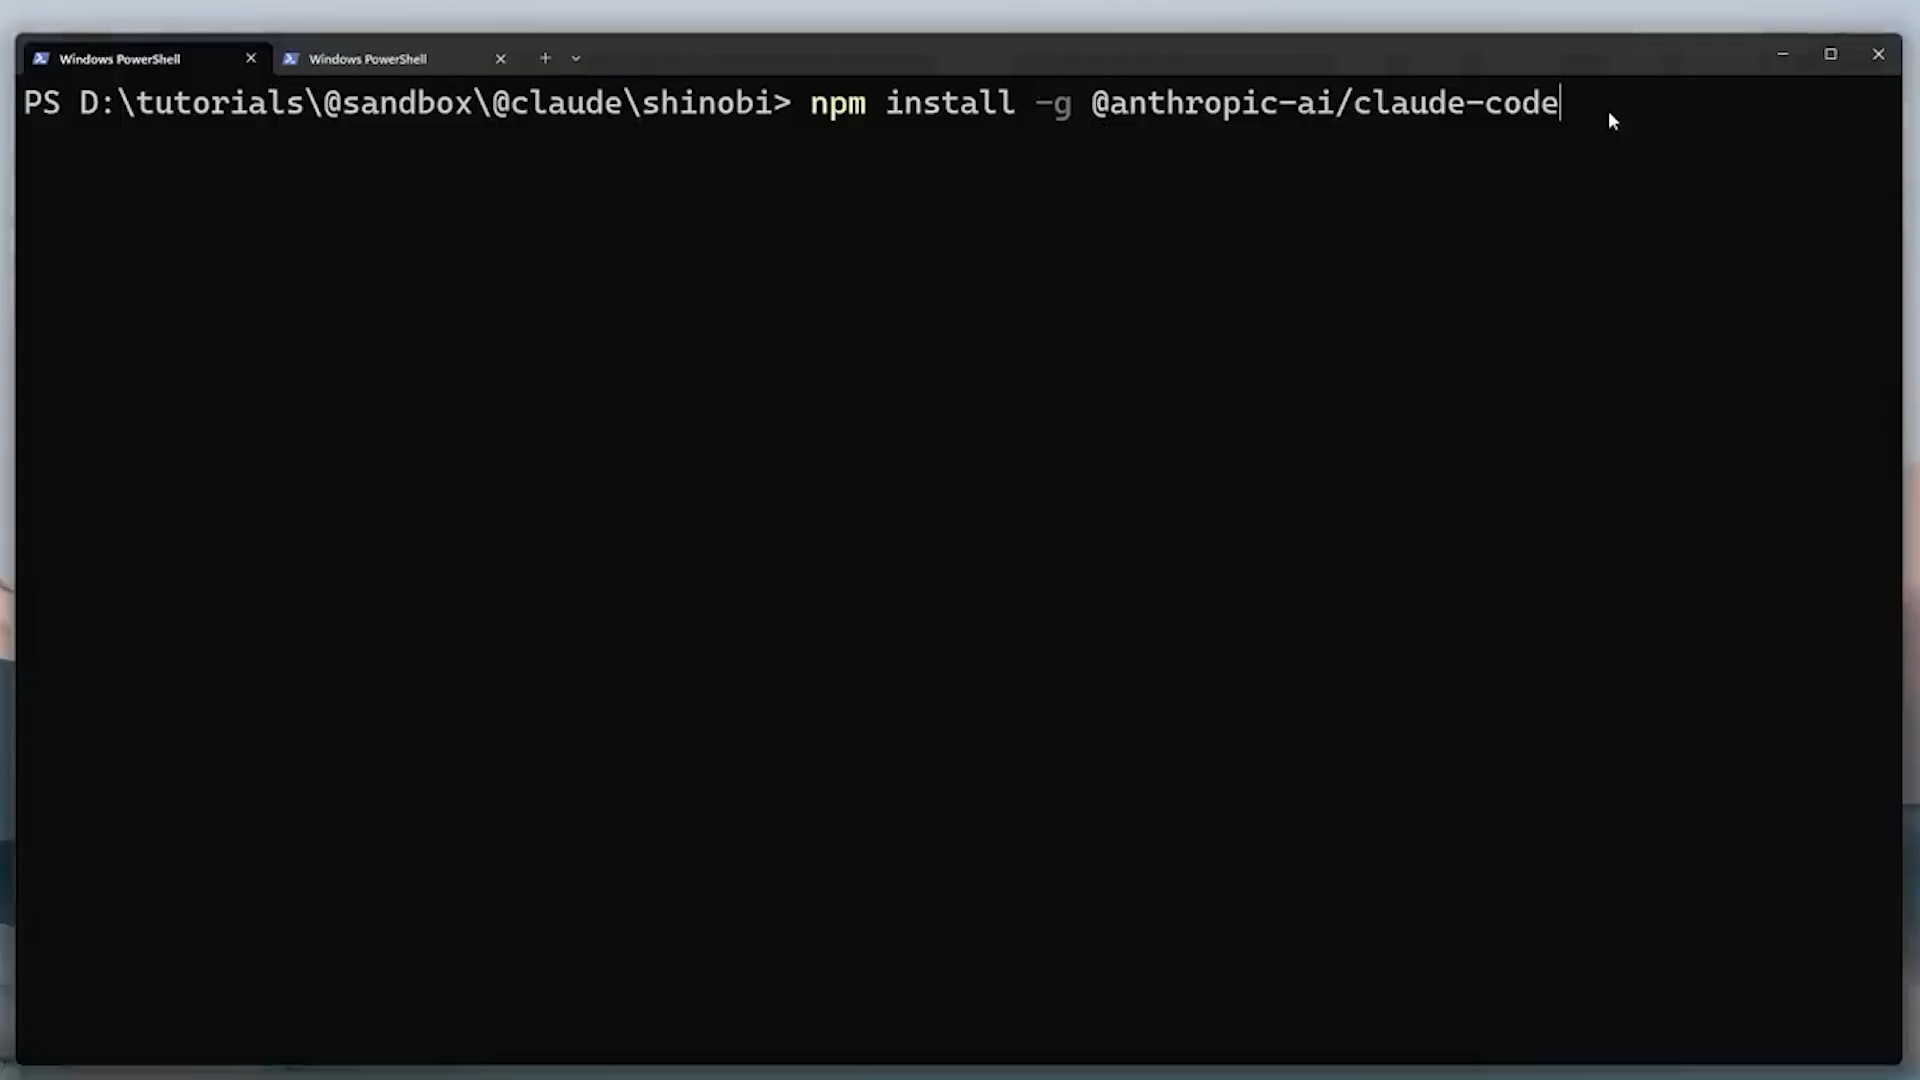 Windows PowerShell
Windows PowerShell
PS D:\tutorials\@sandbox\@claude\shinobi> npm install -g @anthropic-ai/claude-code